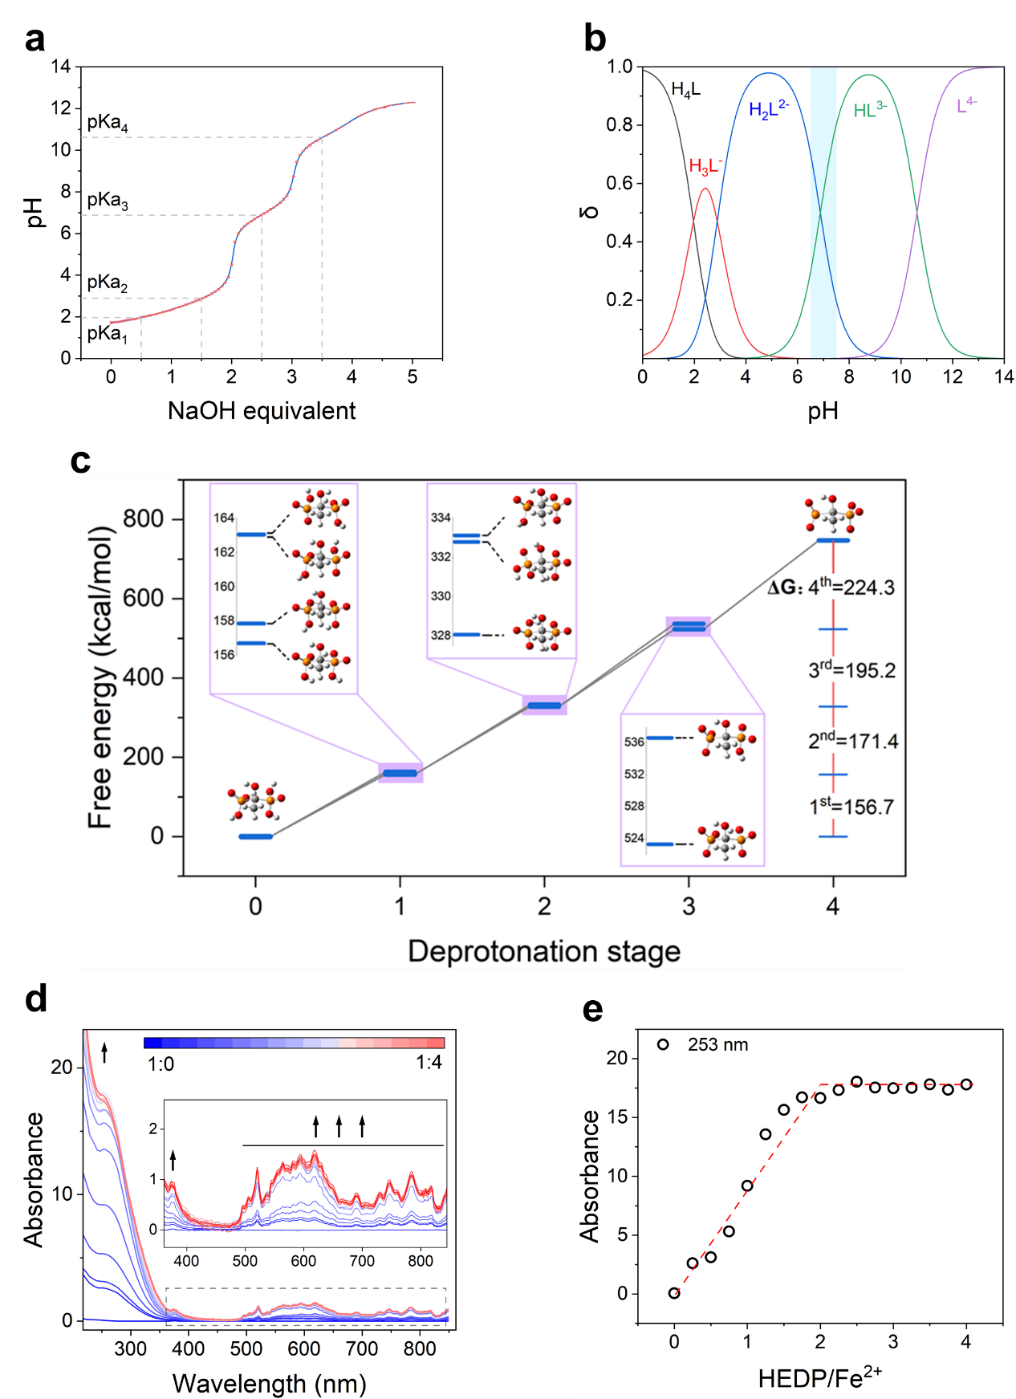 a
14
12
10
8
6
4
2
0
pH
pKa4
pKa3
pKa2
pKa1
0 1 2 3 4 5
NaOH equivalent
b
1.0
0.8
0.6
0.4
0.2
δ
H4L
H3L-
H2L2-
HL3-
L4-
0 2 4 6 8 10 12 14
pH
c
800
600
400
200
0
Free energy (kcal/mol)
164
162
160
158
156
334
332
330
328
536
532
528
524
ΔG: 4th=224.3
3rd=195.2
2nd=171.4
1st=156.7
0 1 2 3 4
Deprotonation stage
d
20
10
0
Absorbance
1:0 1:4
2
1
0
400 500 600 700 800
300 400 500 600 700 800
Wavelength (nm)
e
253 nm
20
15
10
5
0
Absorbance
0 1 2 3 4
HEDP/Fe2+